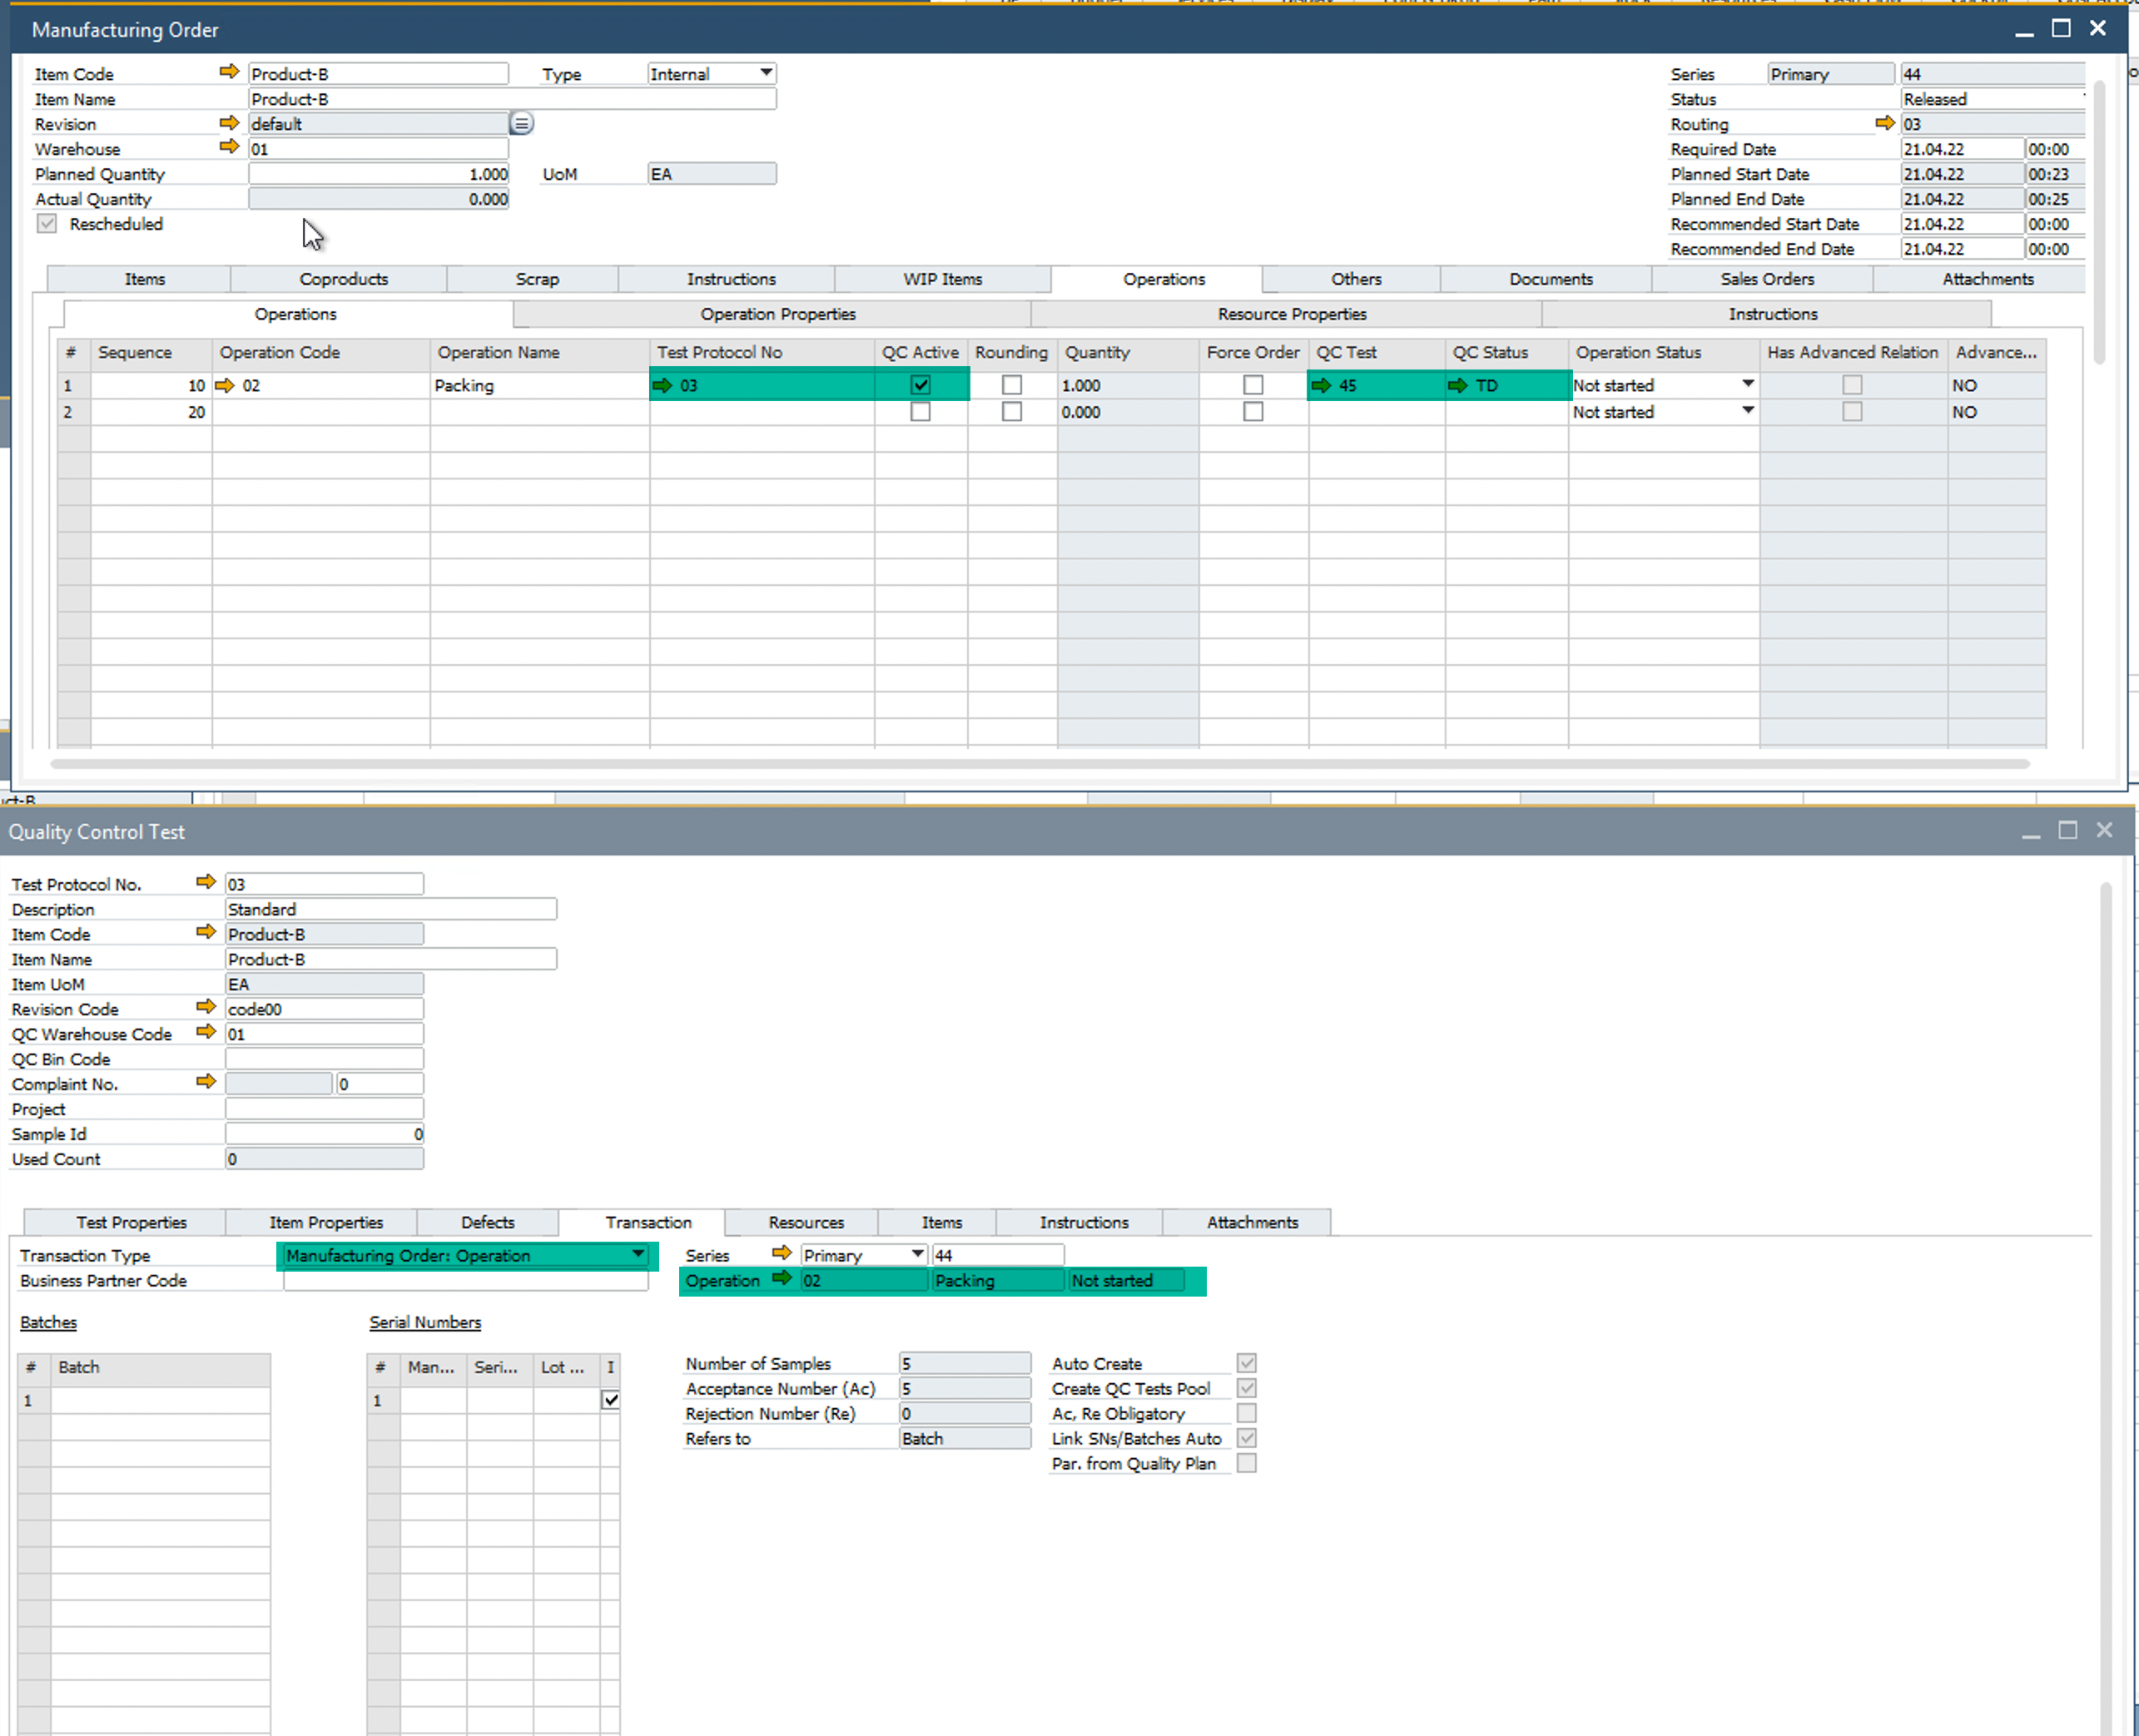 Manufacturing Order
Item Code Product-B Type Internal Series Primary 44
Item Name Product-B Status Released
Revision default Routing 03
Warehouse 01 Required Date 21.04.22 00:00
Planned Quantity 1.000 UoM EA Planned Start Date 21.04.22 00:23
Actual Quantity 0.000 Planned End Date 21.04.22 00:25
Rescheduled Recommended Start Date 21.04.22 00:00
Recommended End Date 21.04.22 00:00
Items Coproducts Scrap Instructions WIP Items Operations Others Documents Sales Orders Attachments
Operations Operation Properties Resource Properties Instructions
# Sequence Operation Code Operation Name Test Protocol No QC Active Rounding Quantity Force Order QC Test QC Status Operation Status Has Advanced Relation Advance...
1 10 02 Packing 03 1.000 45 TD Not started NO
2 20 0.000 Not started NO
Quality Control Test
Test Protocol No. 03
Description Standard
Item Code Product-B
Item Name Product-B
Item UoM EA
Revision Code code00
QC Warehouse Code 01
QC Bin Code
Complaint No. 0
Project
Sample Id 0
Used Count 0
Test Properties Item Properties Defects Transaction Resources Items Instructions Attachments
Transaction Type Manufacturing Order: Operation Series Primary 44
Business Partner Code Operation 02 Packing Not started
Batches Serial Numbers
# Batch # Man... Seri... Lot ... I
1 1
Number of Samples 5 Auto Create
Acceptance Number (Ac) 5 Create QC Tests Pool
Rejection Number (Re) 0 Ac, Re Obligatory
Refers to Batch Link SNs/Batches Auto
Par. from Quality Plan